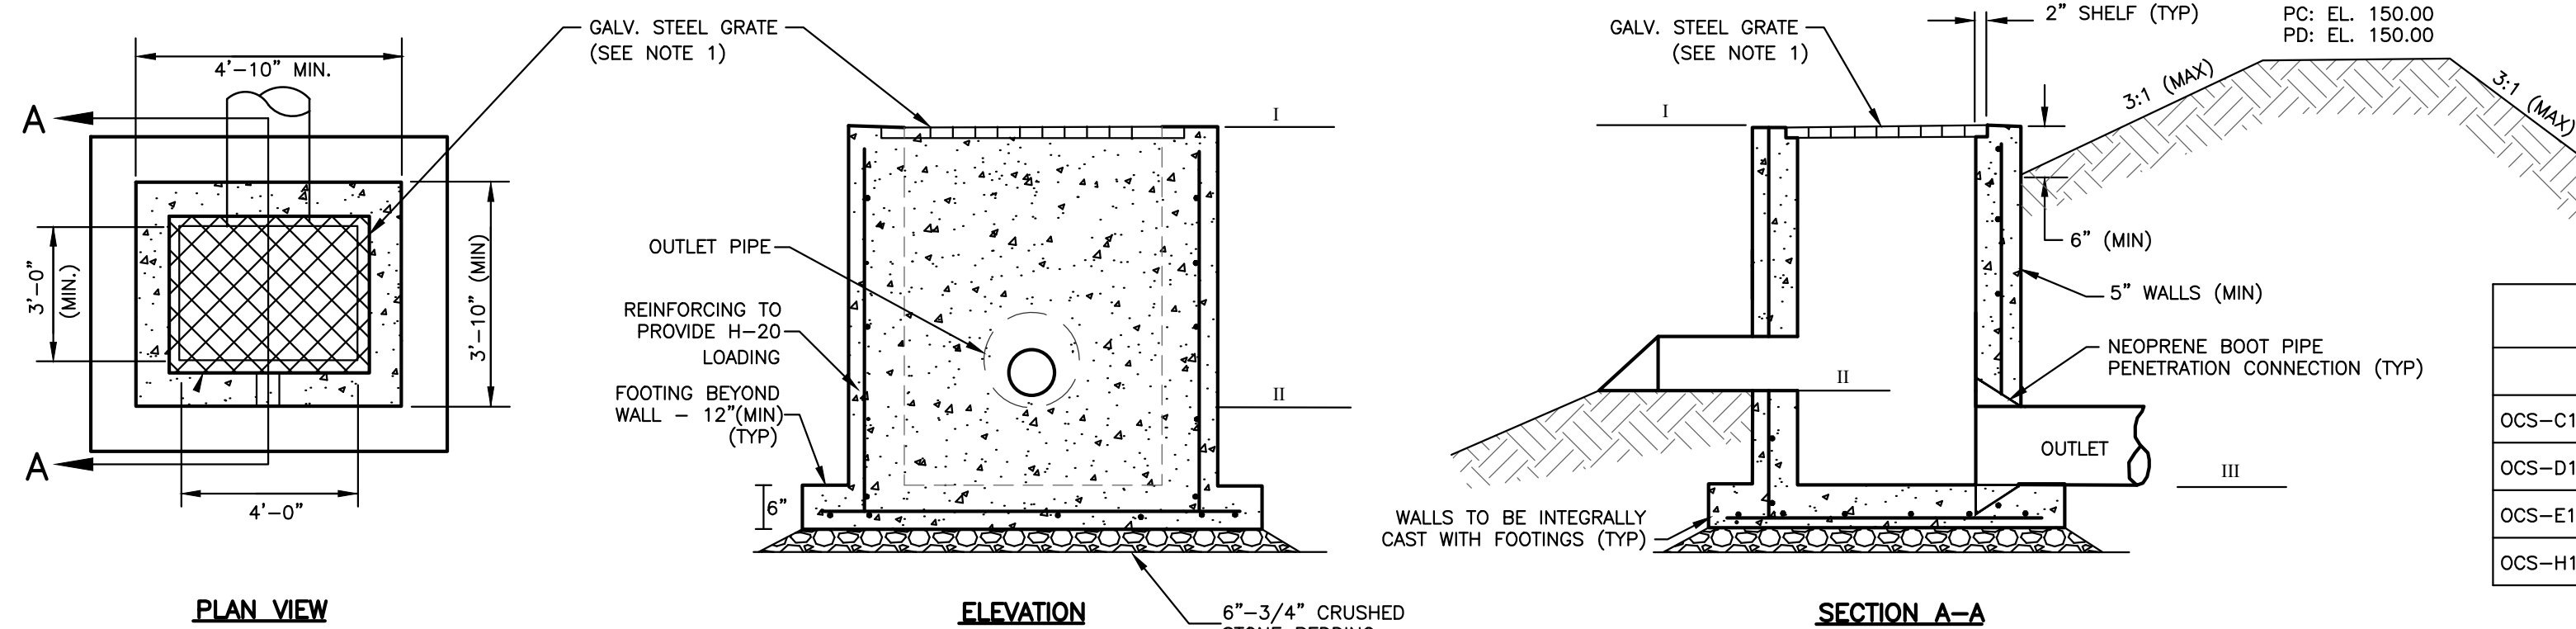 A
A
4'-10" MIN.
3'-0"
(MIN.)
3'-10" (MIN)
4'-0"
PLAN VIEW
GALV. STEEL GRATE
(SEE NOTE 1)
I
OUTLET PIPE
REINFORCING TO
PROVIDE H-20
LOADING
FOOTING BEYOND
WALL - 12"(MIN)
(TYP)
II
6"
ELEVATION
6"-3/4" CRUSHED
GALV. STEEL GRATE
(SEE NOTE 1)
I
2" SHELF (TYP)
PC: EL. 150.00
PD: EL. 150.00
3:1 (MAX)
3:1 (MAX)
6" (MIN)
5" WALLS (MIN)
NEOPRENE BOOT PIPE
PENETRATION CONNECTION (TYP)
II
OUTLET
III
WALLS TO BE INTEGRALLY
CAST WITH FOOTINGS (TYP)
SECTION A-A
OCS-C1
OCS-D1
OCS-E1
OCS-H1